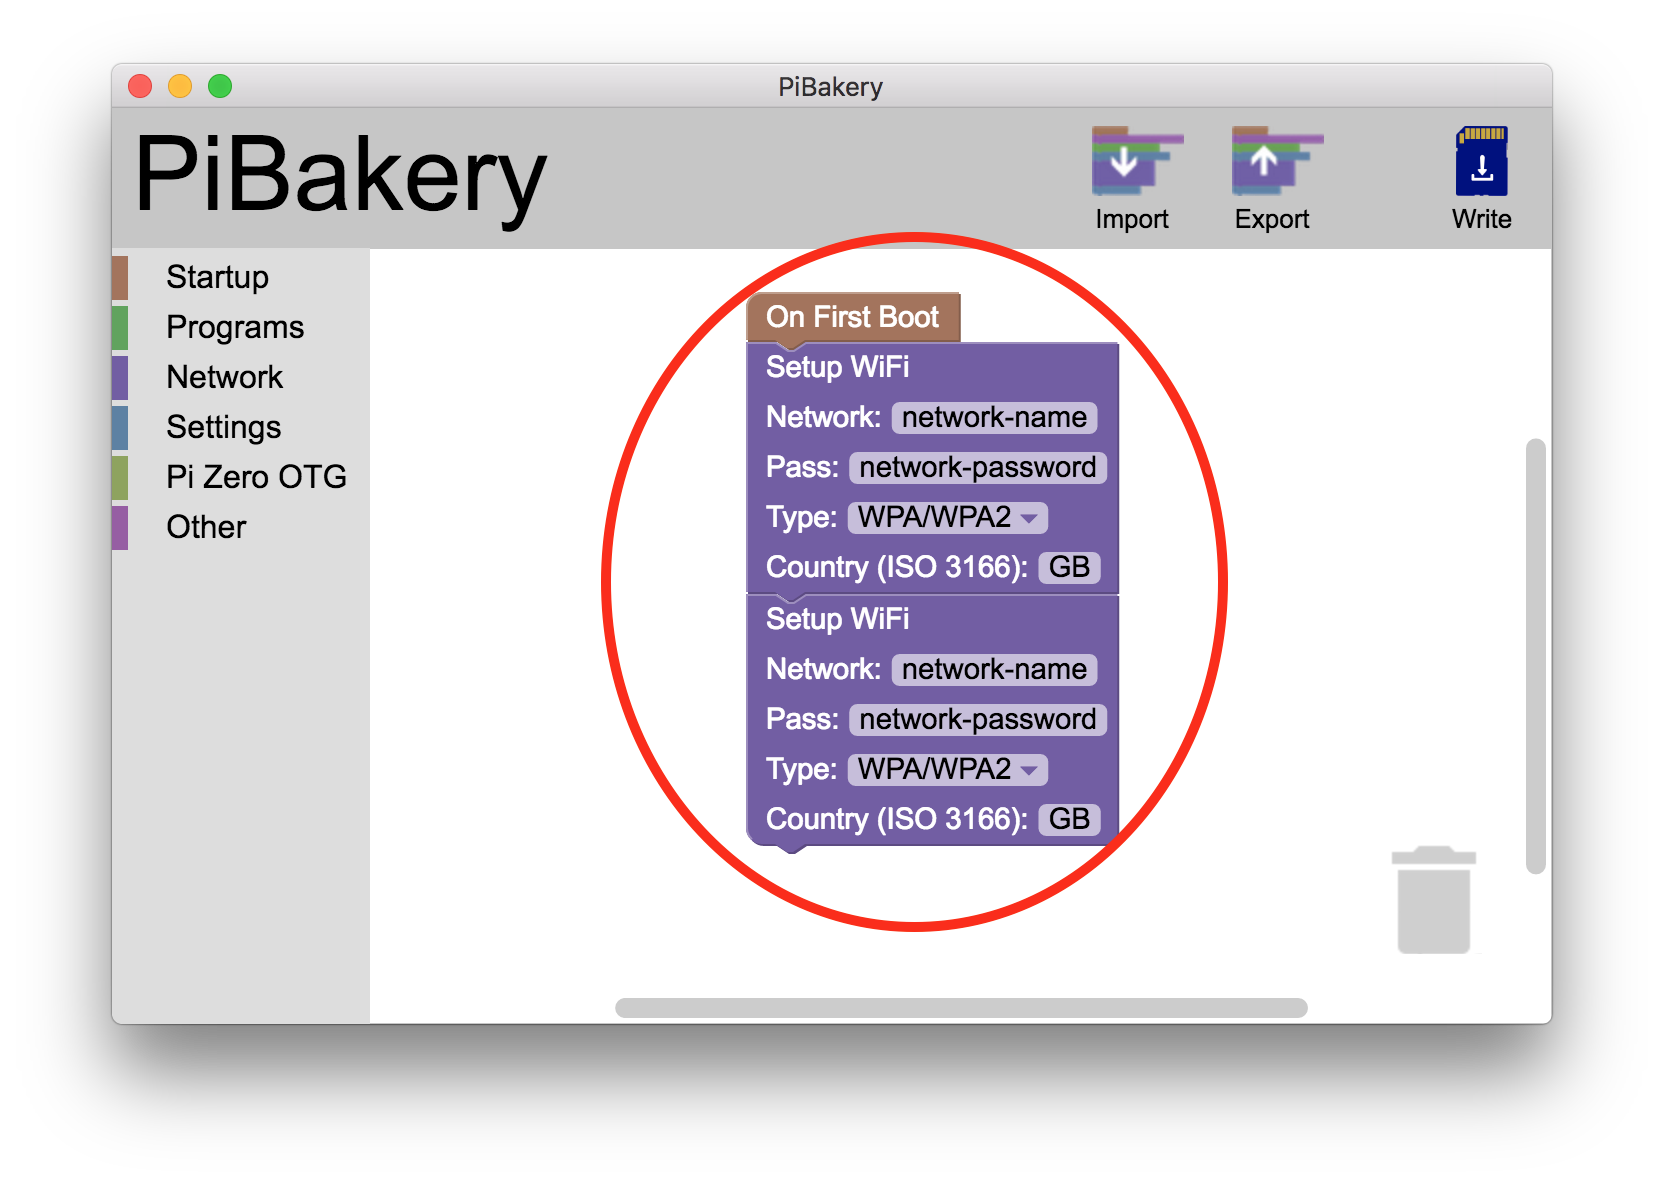 PiBakery
PiBakery
Import
Export
Write
Startup
Programs
Network
Settings
Pi Zero OTG
Other
On First Boot
Setup WiFi
Network: network-name
Pass: network-password
Type: WPA/WPA2
Country (ISO 3166): GB
Setup WiFi
Network: network-name
Pass: network-password
Type: WPA/WPA2
Country (ISO 3166): GB